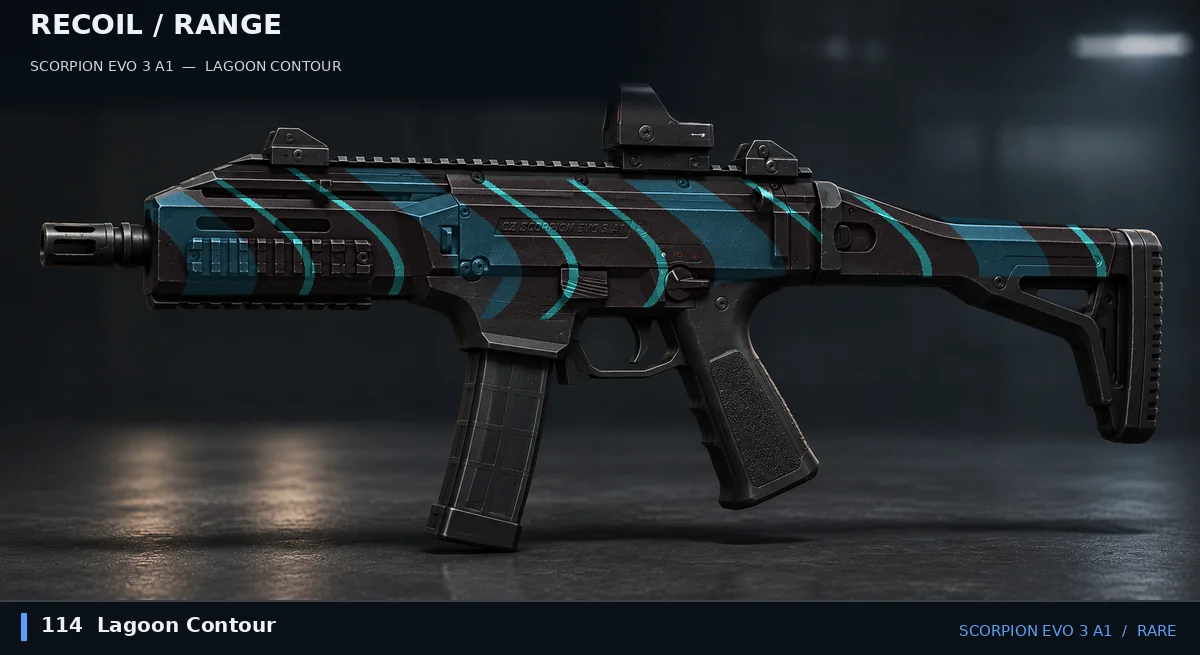 RECOIL / RANGE
SCORPION EVO 3 A1 — LAGOON CONTOUR
CZ SCORPION EVO 3 A1
114 Lagoon Contour
SCORPION EVO 3 A1 / RARE